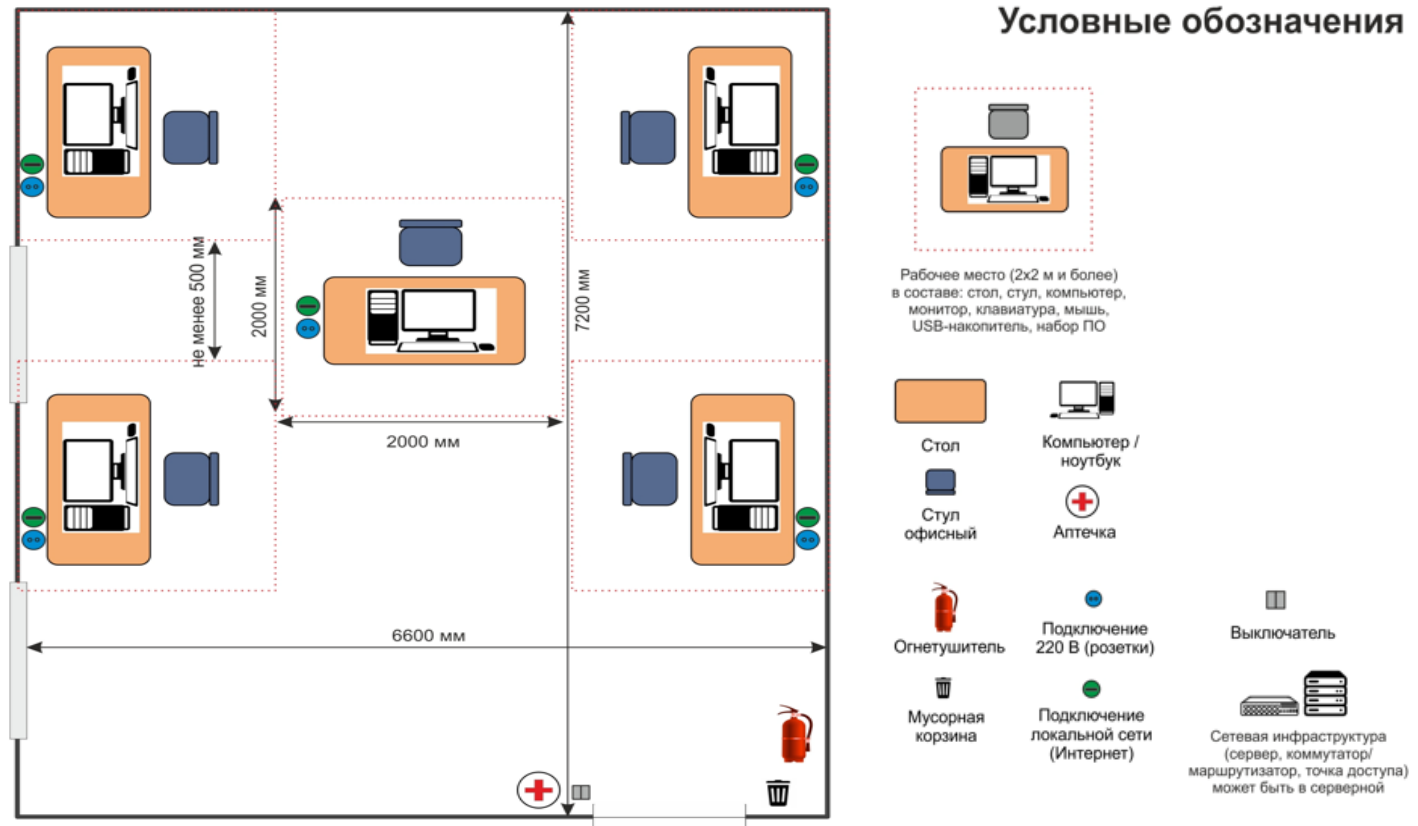 Условные обозначения
не менее 500 мм
2000 мм
7200 мм
2000 мм
6600 мм
Рабочее место (2х2 м и более)
в составе: стол, стул, компьютер,
монитор, клавиатура, мышь,
USB-накопитель, набор ПО
Стол
Компьютер /
ноутбук
Стул
офисный
Аптечка
Огнетушитель
Подключение
220 В (розетки)
Выключатель
Мусорная
корзина
Подключение
локальной сети
(Интернет)
Сетевая инфраструктура
(сервер, коммутатор/
маршрутизатор, точка доступа)
может быть в серверной